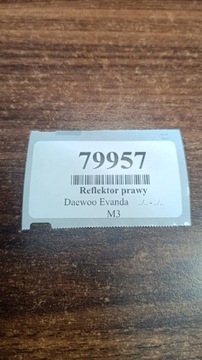 79957
Reflektor prawy
Daewoo Evanda ./.. - ./..
M3